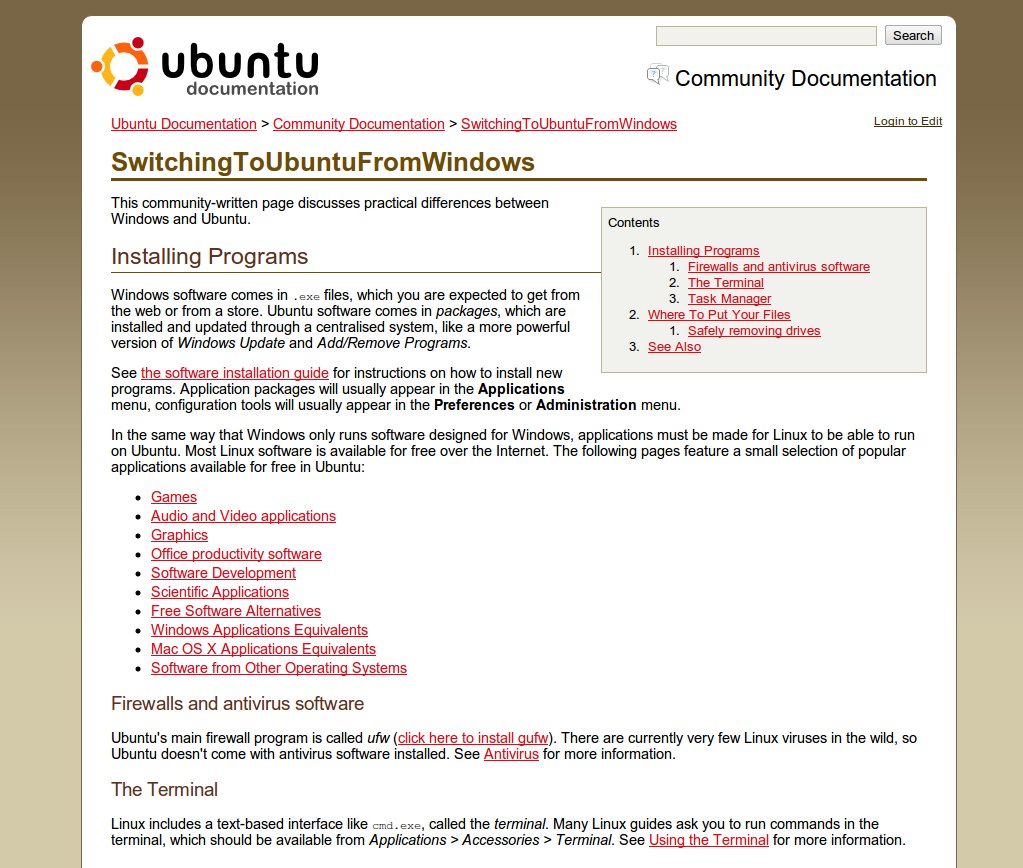 ubuntu
documentation
Search
Community Documentation
Ubuntu Documentation > Community Documentation > SwitchingToUbuntuFromWindows
Login to Edit
SwitchingToUbuntuFromWindows
This community-written page discusses practical differences between
Windows and Ubuntu.
Contents
1. Installing Programs
1. Firewalls and antivirus software
2. The Terminal
3. Task Manager
2. Where To Put Your Files
1. Safely removing drives
3. See Also
Installing Programs
Windows software comes in .exe files, which you are expected to get from
the web or from a store. Ubuntu software comes in packages, which are
installed and updated through a centralised system, like a more powerful
version of Windows Update and Add/Remove Programs.
See the software installation guide for instructions on how to install new
programs. Application packages will usually appear in the Applications
menu, configuration tools will usually appear in the Preferences or Administration menu.
In the same way that Windows only runs software designed for Windows, applications must be made for Linux to be able to run
on Ubuntu. Most Linux software is available for free over the Internet. The following pages feature a small selection of popular
applications available for free in Ubuntu:
• Games
• Audio and Video applications
• Graphics
• Office productivity software
• Software Development
• Scientific Applications
• Free Software Alternatives
• Windows Applications Equivalents
• Mac OS X Applications Equivalents
• Software from Other Operating Systems
Firewalls and antivirus software
Ubuntu's main firewall program is called ufw (click here to install gufw). There are currently very few Linux viruses in the wild, so
Ubuntu doesn't come with antivirus software installed. See Antivirus for more information.
The Terminal
Linux includes a text-based interface like cmd.exe, called the terminal. Many Linux guides ask you to run commands in the
terminal, which should be available from Applications > Accessories > Terminal. See Using the Terminal for more information.